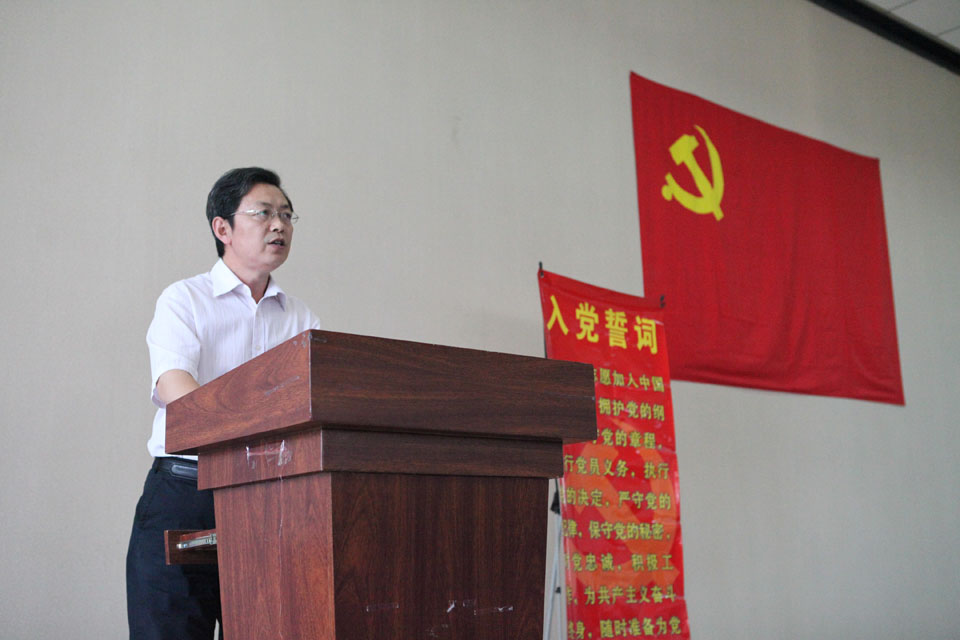 入党誓词
愿加入中国
拥护党的纲
党的章程，
行党员义务，执行
的决定，严守党的
律，保守党的秘密，
党忠诚，积极工
，为共产主义奋斗
终身，随时准备为党